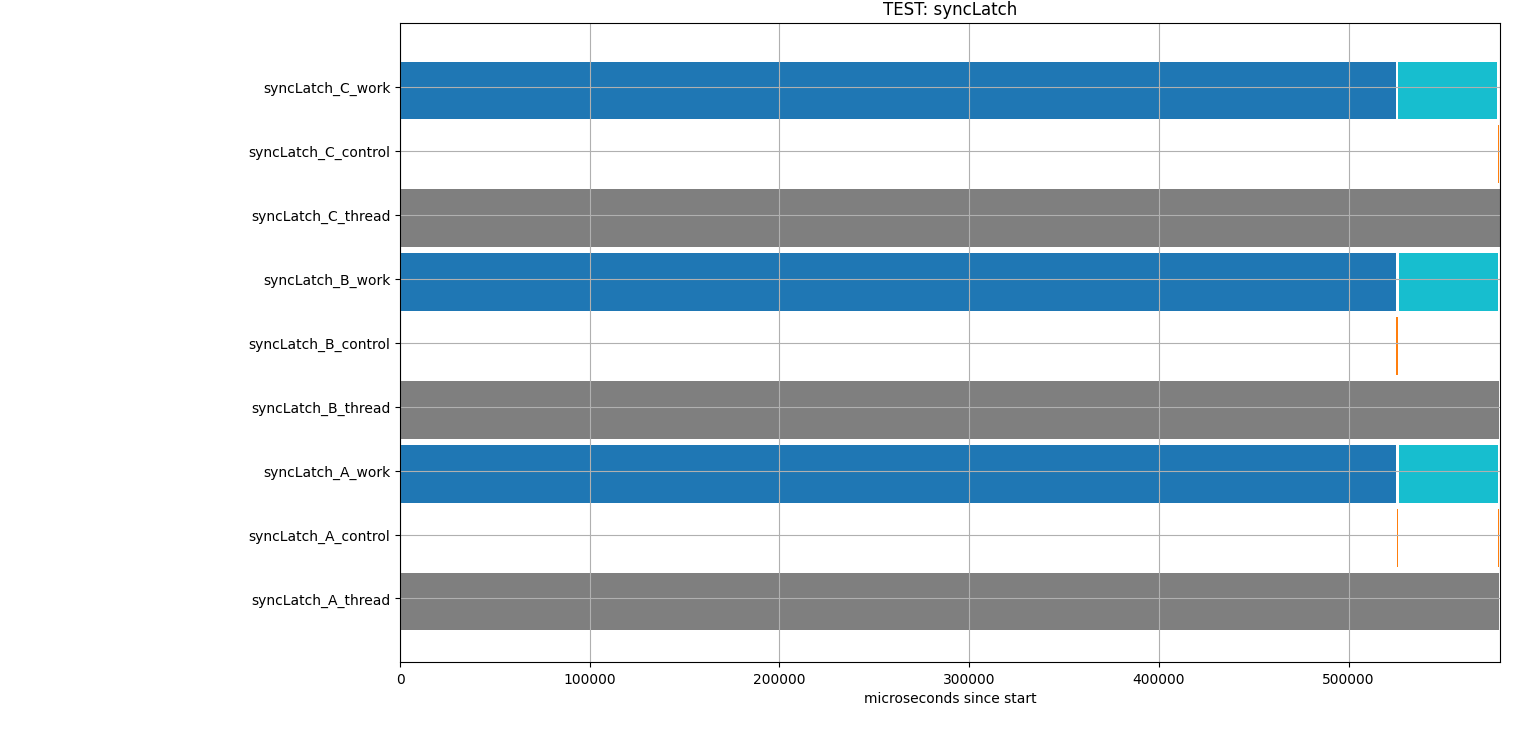 TEST: syncLatch
syncLatch_C_work
syncLatch_C_control
syncLatch_C_thread
syncLatch_B_work
syncLatch_B_control
syncLatch_B_thread
syncLatch_A_work
syncLatch_A_control
syncLatch_A_thread
0 100000 200000 300000 400000 500000
microseconds since start